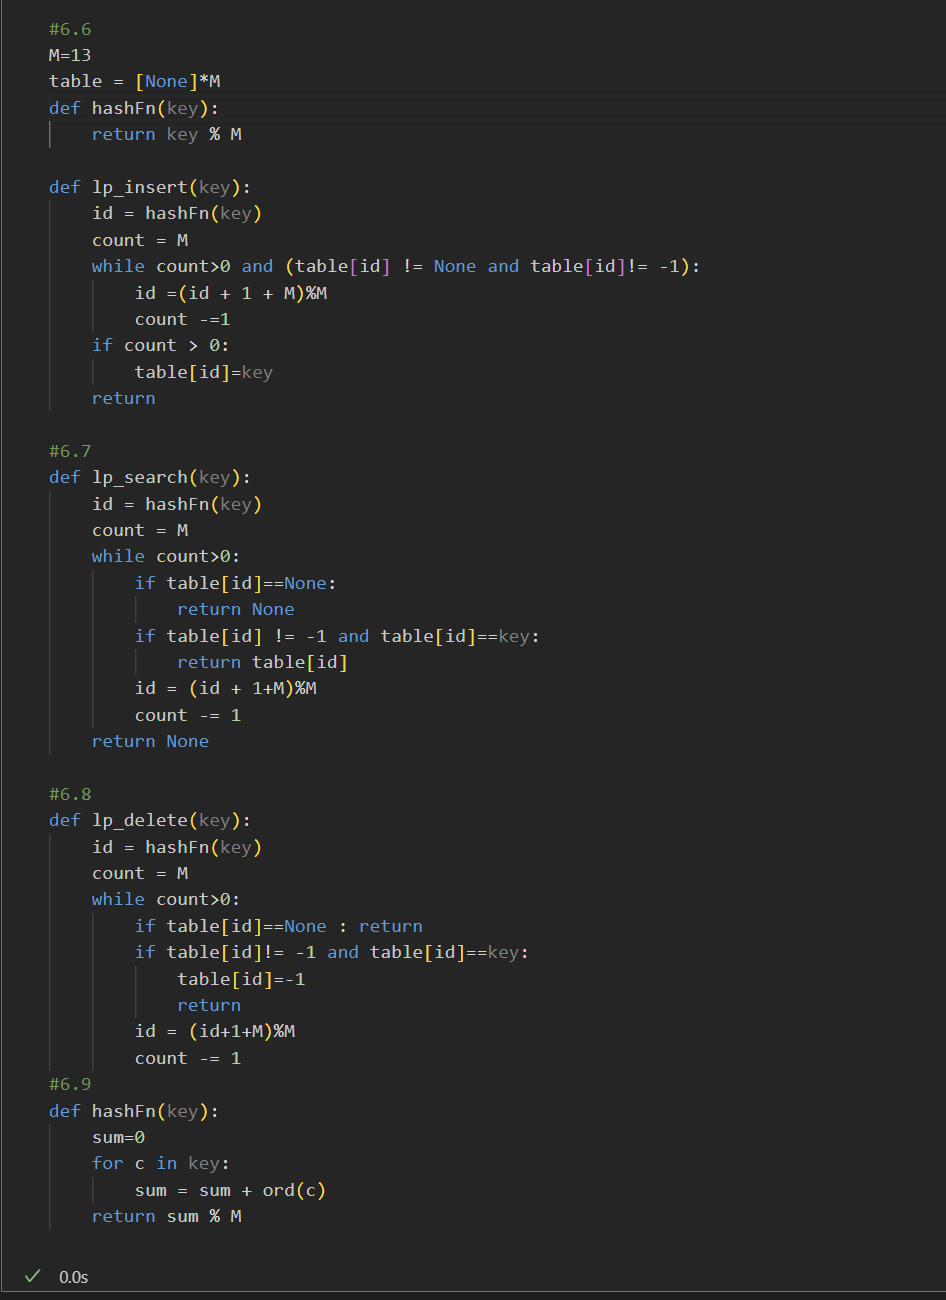 #6.6
M=13
table = [None]*M
def hashFn(key):
    return key % M
def lp_insert(key):
    id = hashFn(key)
    count = M
    while count>0 and (table[id] != None and table[id]!= -1):
        id =(id + 1 + M)%M
        count -=1
    if count > 0:
        table[id]=key
    return
#6.7
def lp_search(key):
    id = hashFn(key)
    count = M
    while count>0:
        if table[id]==None:
            return None
        if table[id] != -1 and table[id]==key:
            return table[id]
        id = (id + 1+M)%M
        count -= 1
    return None
#6.8
def lp_delete(key):
    id = hashFn(key)
    count = M
    while count>0:
        if table[id]==None : return
        if table[id]!= -1 and table[id]==key:
            table[id]=-1
            return
        id = (id+1+M)%M
        count -= 1
#6.9
def hashFn(key):
    sum=0
    for c in key:
        sum = sum + ord(c)
    return sum % M
0.0s